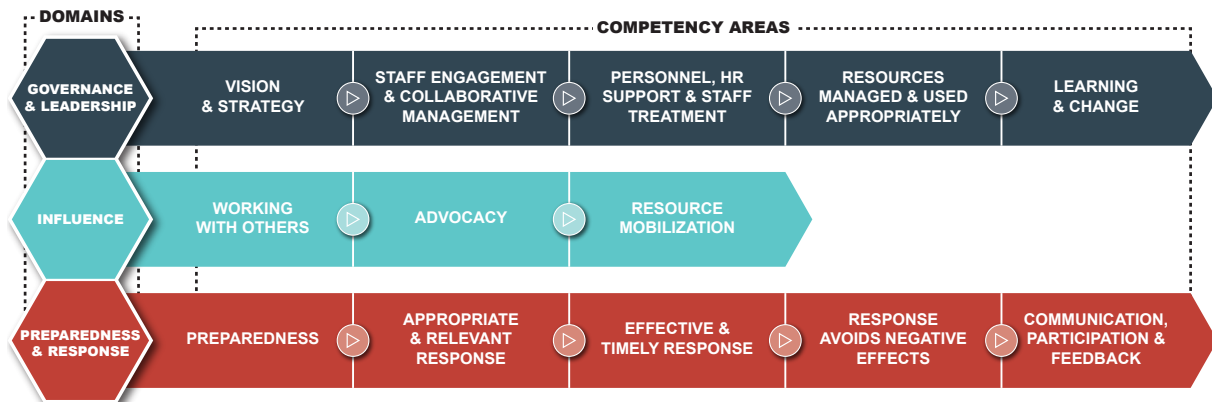 DOMAINS
COMPETENCY AREAS
GOVERNANCE
& LEADERSHIP
VISION
& STRATEGY
STAFF ENGAGEMENT
& COLLABORATIVE
MANAGEMENT
PERSONNEL, HR
SUPPORT & STAFF
TREATMENT
RESOURCES
MANAGED & USED
APPROPRIATELY
LEARNING
& CHANGE
INFLUENCE
WORKING
WITH OTHERS
ADVOCACY
RESOURCE
MOBILIZATION
PREPAREDNESS
& RESPONSE
PREPAREDNESS
APPROPRIATE
& RELEVANT
RESPONSE
EFFECTIVE &
TIMELY RESPONSE
RESPONSE
AVOIDS NEGATIVE
EFFECTS
COMMUNICATION,
PARTICIPATION &
FEEDBACK